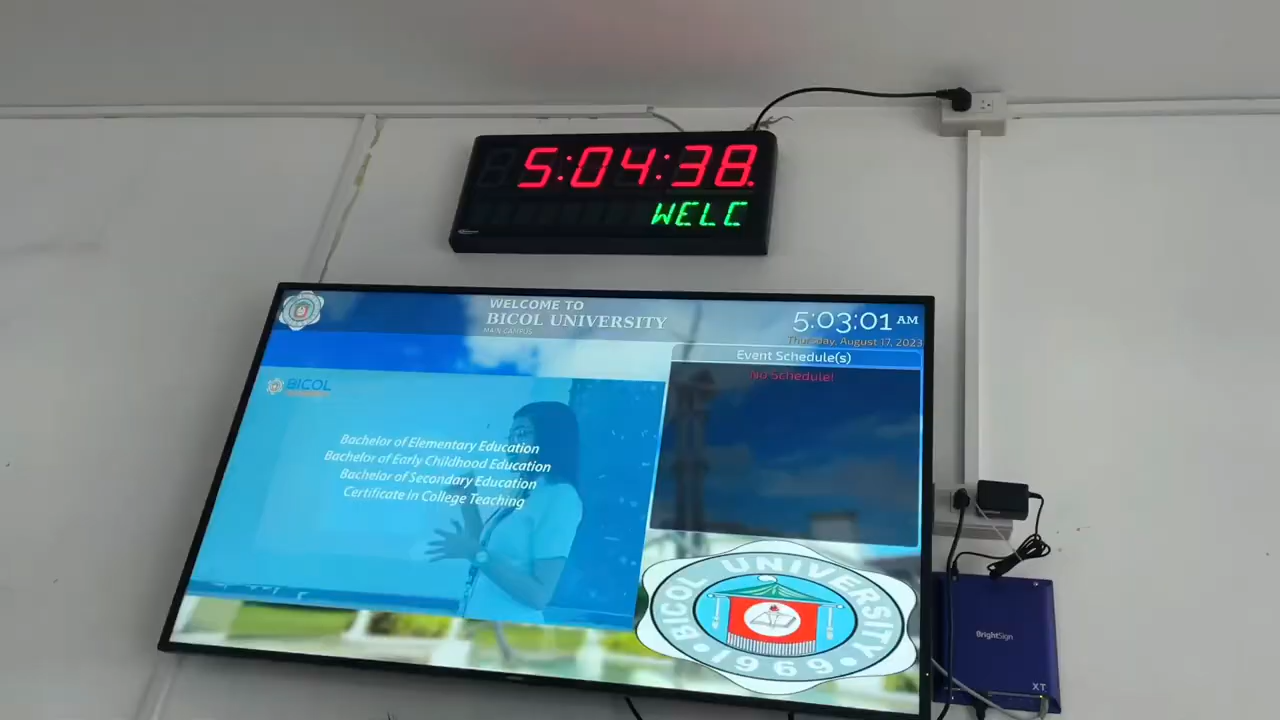 5:04:38
WELC
WELCOME TO
BICOL UNIVERSITY
MAIN CAMPUS
5:03:01 AM
Thursday, August 17, 2023
Event Schedule(s)
No Schedule!
BICOL
Bachelor of Elementary Education
Bachelor of Early Childhood Education
Bachelor of Secondary Education
Certificate in College Teaching
BICOL UNIVERSITY
1969
BrightSign
XT